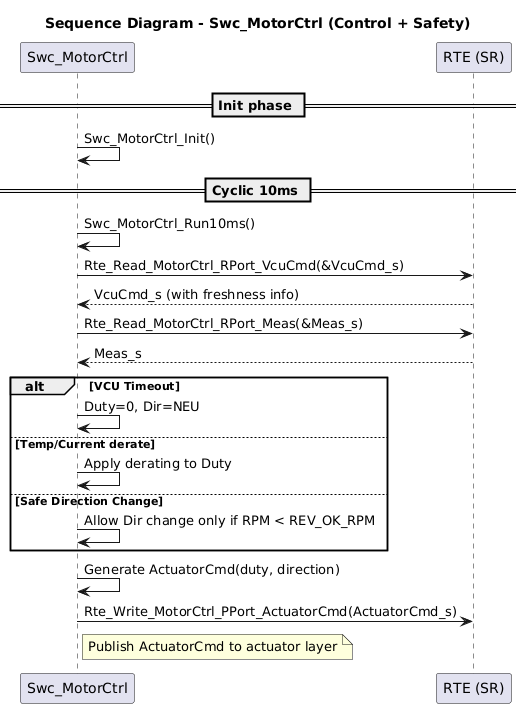 Sequence Diagram - Swc_MotorCtrl (Control + Safety)
Swc_MotorCtrl
RTE (SR)
Init phase
Swc_MotorCtrl_Init()
Cyclic 10ms
Swc_MotorCtrl_Run10ms()
Rte_Read_MotorCtrl_RPort_VcuCmd(&VcuCmd_s)
VcuCmd_s (with freshness info)
Rte_Read_MotorCtrl_RPort_Meas(&Meas_s)
Meas_s
alt [VCU Timeout]
Duty=0, Dir=NEU
[Temp/Current derate]
Apply derating to Duty
[Safe Direction Change]
Allow Dir change only if RPM < REV_OK_RPM
Generate ActuatorCmd(duty, direction)
Rte_Write_MotorCtrl_PPort_ActuatorCmd(ActuatorCmd_s)
Publish ActuatorCmd to actuator layer
Swc_MotorCtrl
RTE (SR)